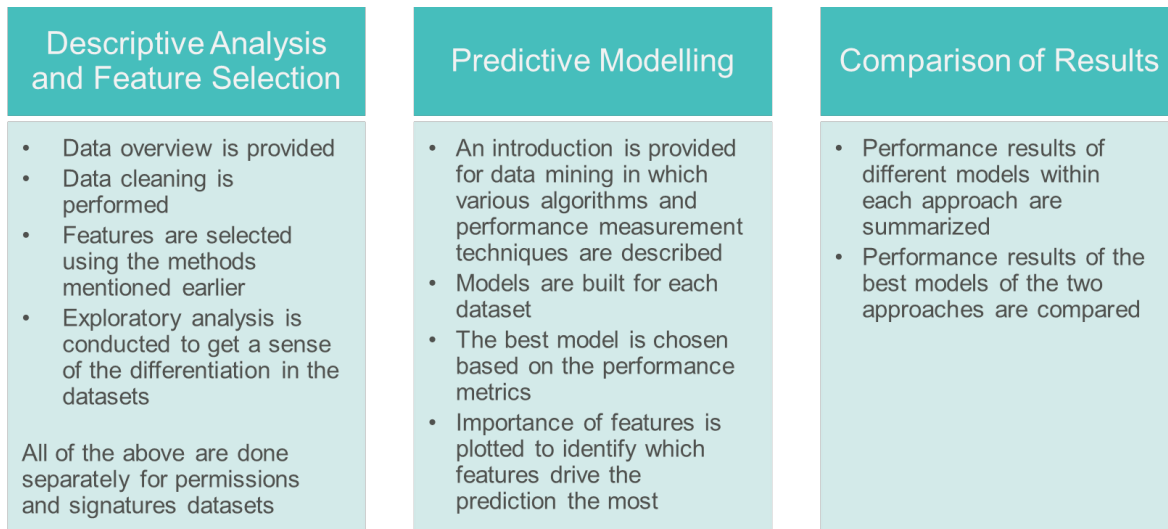 Descriptive Analysis
and Feature Selection
• Data overview is provided
• Data cleaning is
performed
• Features are selected
using the methods
mentioned earlier
• Exploratory analysis is
conducted to get a sense
of the differentiation in the
datasets
All of the above are done
separately for permissions
and signatures datasets
Predictive Modelling
• An introduction is provided
for data mining in which
various algorithms and
performance measurement
techniques are described
• Models are built for each
dataset
• The best model is chosen
based on the performance
metrics
• Importance of features is
plotted to identify which
features drive the
prediction the most
Comparison of Results
• Performance results of
different models within
each approach are
summarized
• Performance results of the
best models of the two
approaches are compared